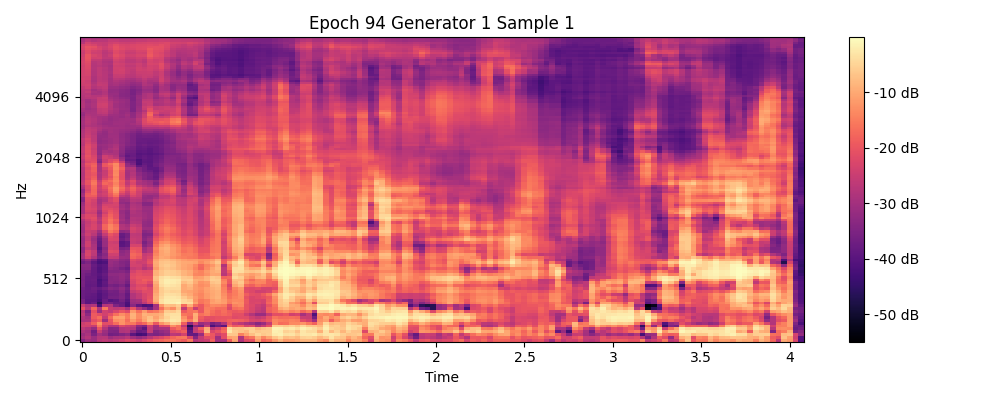 Epoch 94 Generator 1 Sample 1
Hz
4096
2048
1024
512
0
0 0.5 1 1.5 2 2.5 3 3.5 4
Time
-10 dB
-20 dB
-30 dB
-40 dB
-50 dB